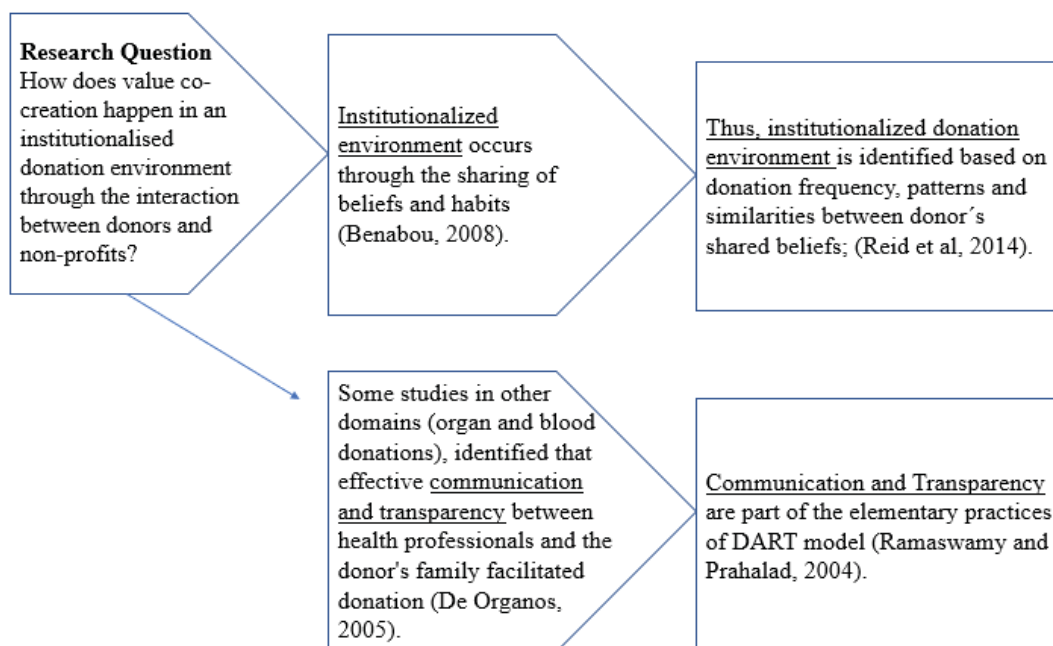 Research Question
How does value co-
creation happen in an
institutionalised
donation environment
through the interaction
between donors and
non-profits?
Institutionalized
environment occurs
through the sharing of
beliefs and habits
(Benabou, 2008).
Thus, institutionalized donation
environment is identified based on
donation frequency, patterns and
similarities between donor´s
shared beliefs; (Reid et al, 2014).
Some studies in other
domains (organ and blood
donations), identified that
effective communication
and transparency between
health professionals and the
donor's family facilitated
donation (De Organos,
2005).
Communication and Transparency
are part of the elementary practices
of DART model (Ramaswamy and
Prahalad, 2004).